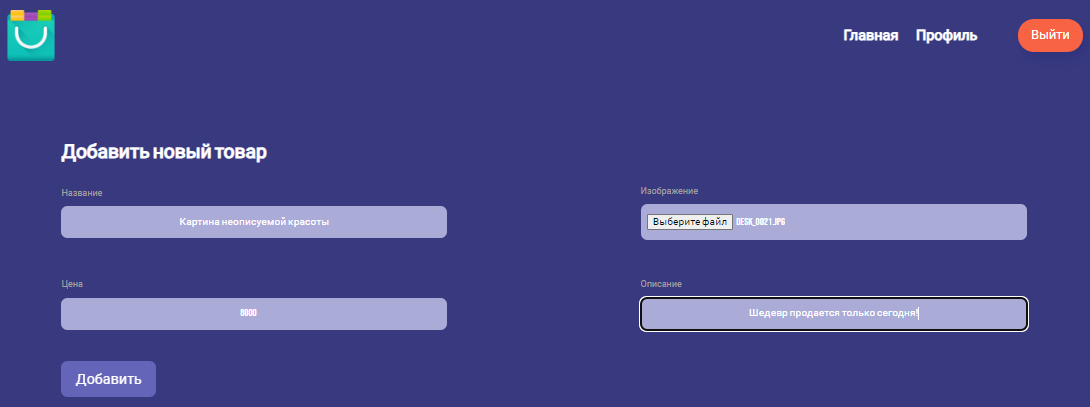 Главная Профиль Выйти
Добавить новый товар
Название
Картина неописуемой красоты
Изображение
Выберите файл DESK_0021.JPG
Цена
8000
Описание
Шедевр продается только сегодня!
Добавить